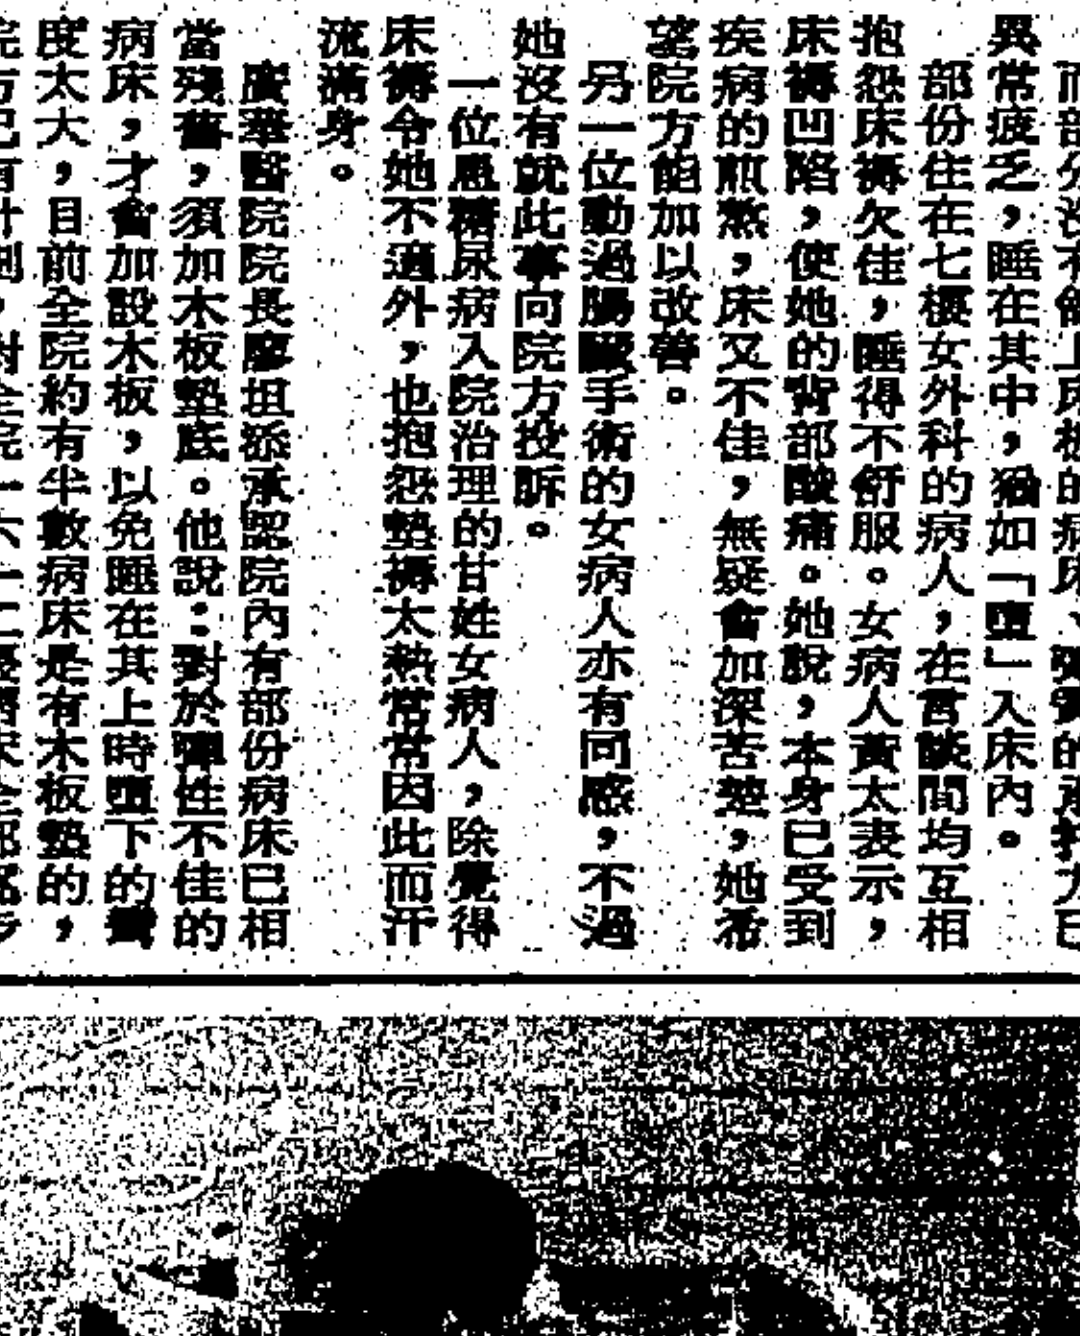 異常疲乏，睡在其中，猶如「墮」入床內。
部份住在七樓女外科的病人，在言談間均互相
抱怨床褥欠佳，睡得不舒服。女病人黃太表示，
床褥凹陷，使她的背部酸痛。她說，本身已受到
疾病的煎熬，床又不佳，無疑會加深苦楚，她希
望院方能加以改善。
另一位動過腸臟手術的女病人亦有同感，不過
她沒有就此事向院方投訴。
一位患糖尿病入院治理的甘姓女病人，除覺得
床褥令她不適外，也抱怨墊褥太熱常常因此而汗
流滿身。
廣華醫院院長廖坦添承認院內有部份病床已相
當殘舊，須加木板墊底。他說：對於彈性不佳的
病床，才會加設木板，以免睡在其上時墮下的
度太大，目前全院約有半數病床是有木板墊的，